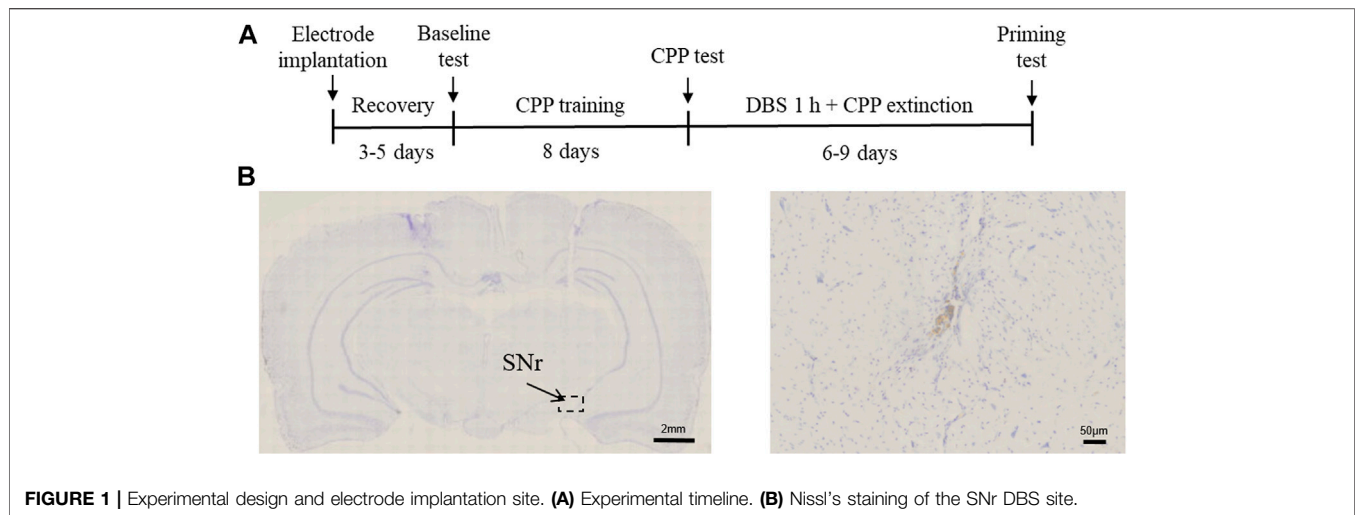 A
Electrode
implantation
Baseline
test
CPP test
Priming
test
Recovery
CPP training
DBS 1 h + CPP extinction
3-5 days
8 days
6-9 days
B
SNr
2mm
50μm
FIGURE 1 | Experimental design and electrode implantation site. (A) Experimental timeline. (B) Nissl's staining of the SNr DBS site.